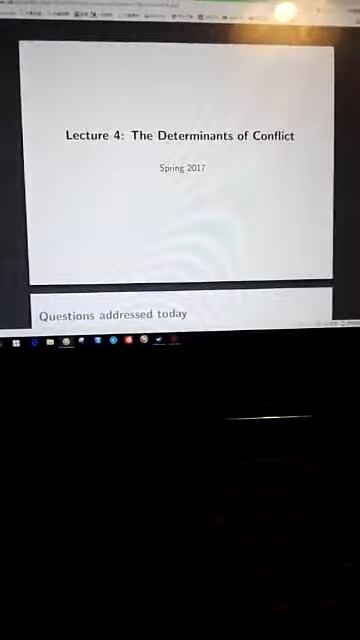 Lecture 4: The Determinants of Conflict
Spring 2017
Questions addressed today